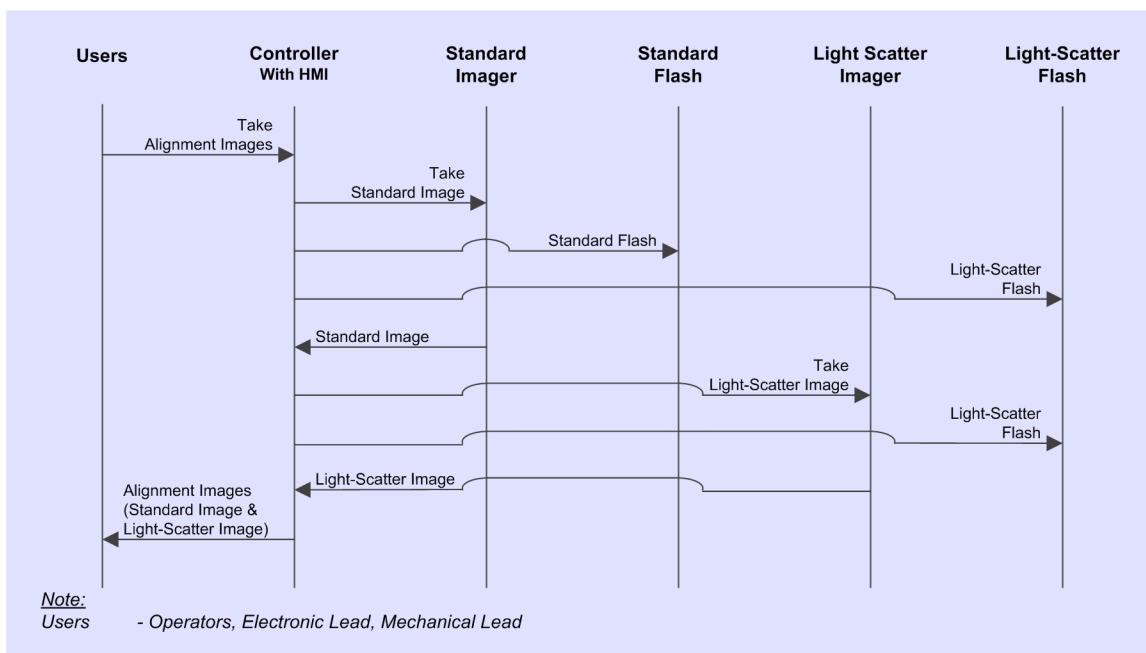 Users
Controller
With HMI
Standard
Imager
Standard
Flash
Light Scatter
Imager
Light-Scatter
Flash
Take
Alignment Images
Take
Standard Image
Standard Flash
Light-Scatter
Flash
Standard Image
Take
Light-Scatter Image
Light-Scatter
Flash
Light-Scatter Image
Alignment Images
(Standard Image &
Light-Scatter Image)
Note:
Users - Operators, Electronic Lead, Mechanical Lead